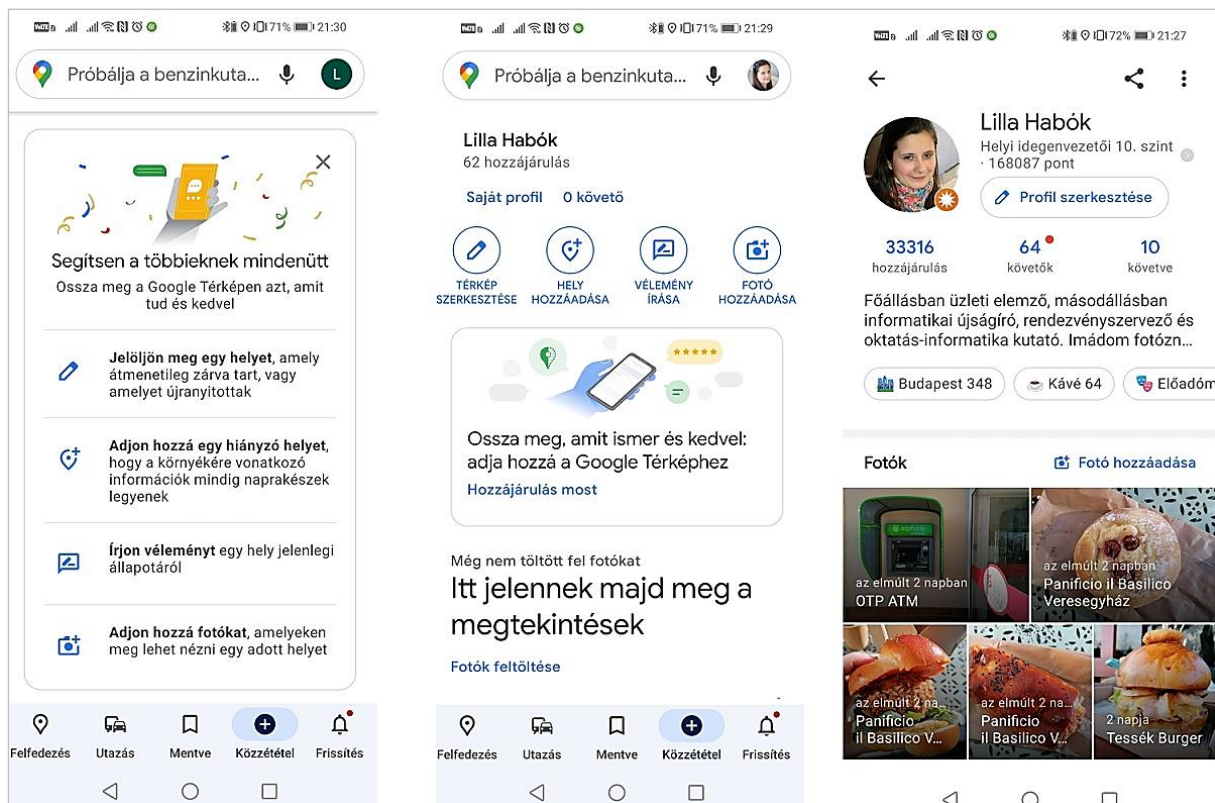 71% 21:30
Próbálja a benzinkuta...
L
Segítsen a többieknek mindenütt
Ossza meg a Google Térképen azt, amit
tud és kedvel
Jelöljön meg egy helyet, amely
átmenetileg zárva tart, vagy
amelyet újranyitottak
Adjon hozzá egy hiányzó helyet,
hogy a környékére vonatkozó
információk mindig naprakészek
legyenek
Írjon véleményt egy hely jelenlegi
állapotáról
Adjon hozzá fotókat, amelyeken
meg lehet nézni egy adott helyet
Felfedezés Utazás Mentve Közzététel Frissítés
71% 21:29
Próbálja a benzinkuta...
Lilla Habók
62 hozzájárulás
Saját profil 0 követő
TÉRKÉP SZERKESZTÉSE
HELY HOZZÁADÁSA
VÉLEMÉNY ÍRÁSA
FOTÓ HOZZÁADÁSA
Ossza meg, amit ismer és kedvel:
adja hozzá a Google Térképhez
Hozzájárulás most
Még nem töltött fel fotókat
Itt jelennek majd meg a
megtekintések
Fotók feltöltése
Felfedezés Utazás Mentve Közzététel Frissítés
72% 21:27
Lilla Habók
Helyi idegenvezetői 10. szint
· 168087 pont
Profil szerkesztése
33316 64 10
hozzájárulás követők követve
Főállásban üzleti elemző, másodállásban
informatikai újságíró, rendezvényszervező és
oktatás-informatika kutató. Imádom fotózn...
Budapest 348 Kávé 64 Előadóm
Fotók Fotó hozzáadása
az elmúlt 2 napban
OTP ATM
az elmúlt 2 napban
Panificio il Basilico
Veresegyház
az elmúlt 2 na...
Panificio
il Basilico V...
az elmúlt 2 na...
Panificio
il Basilico V...
2 napja
Tessék Burger